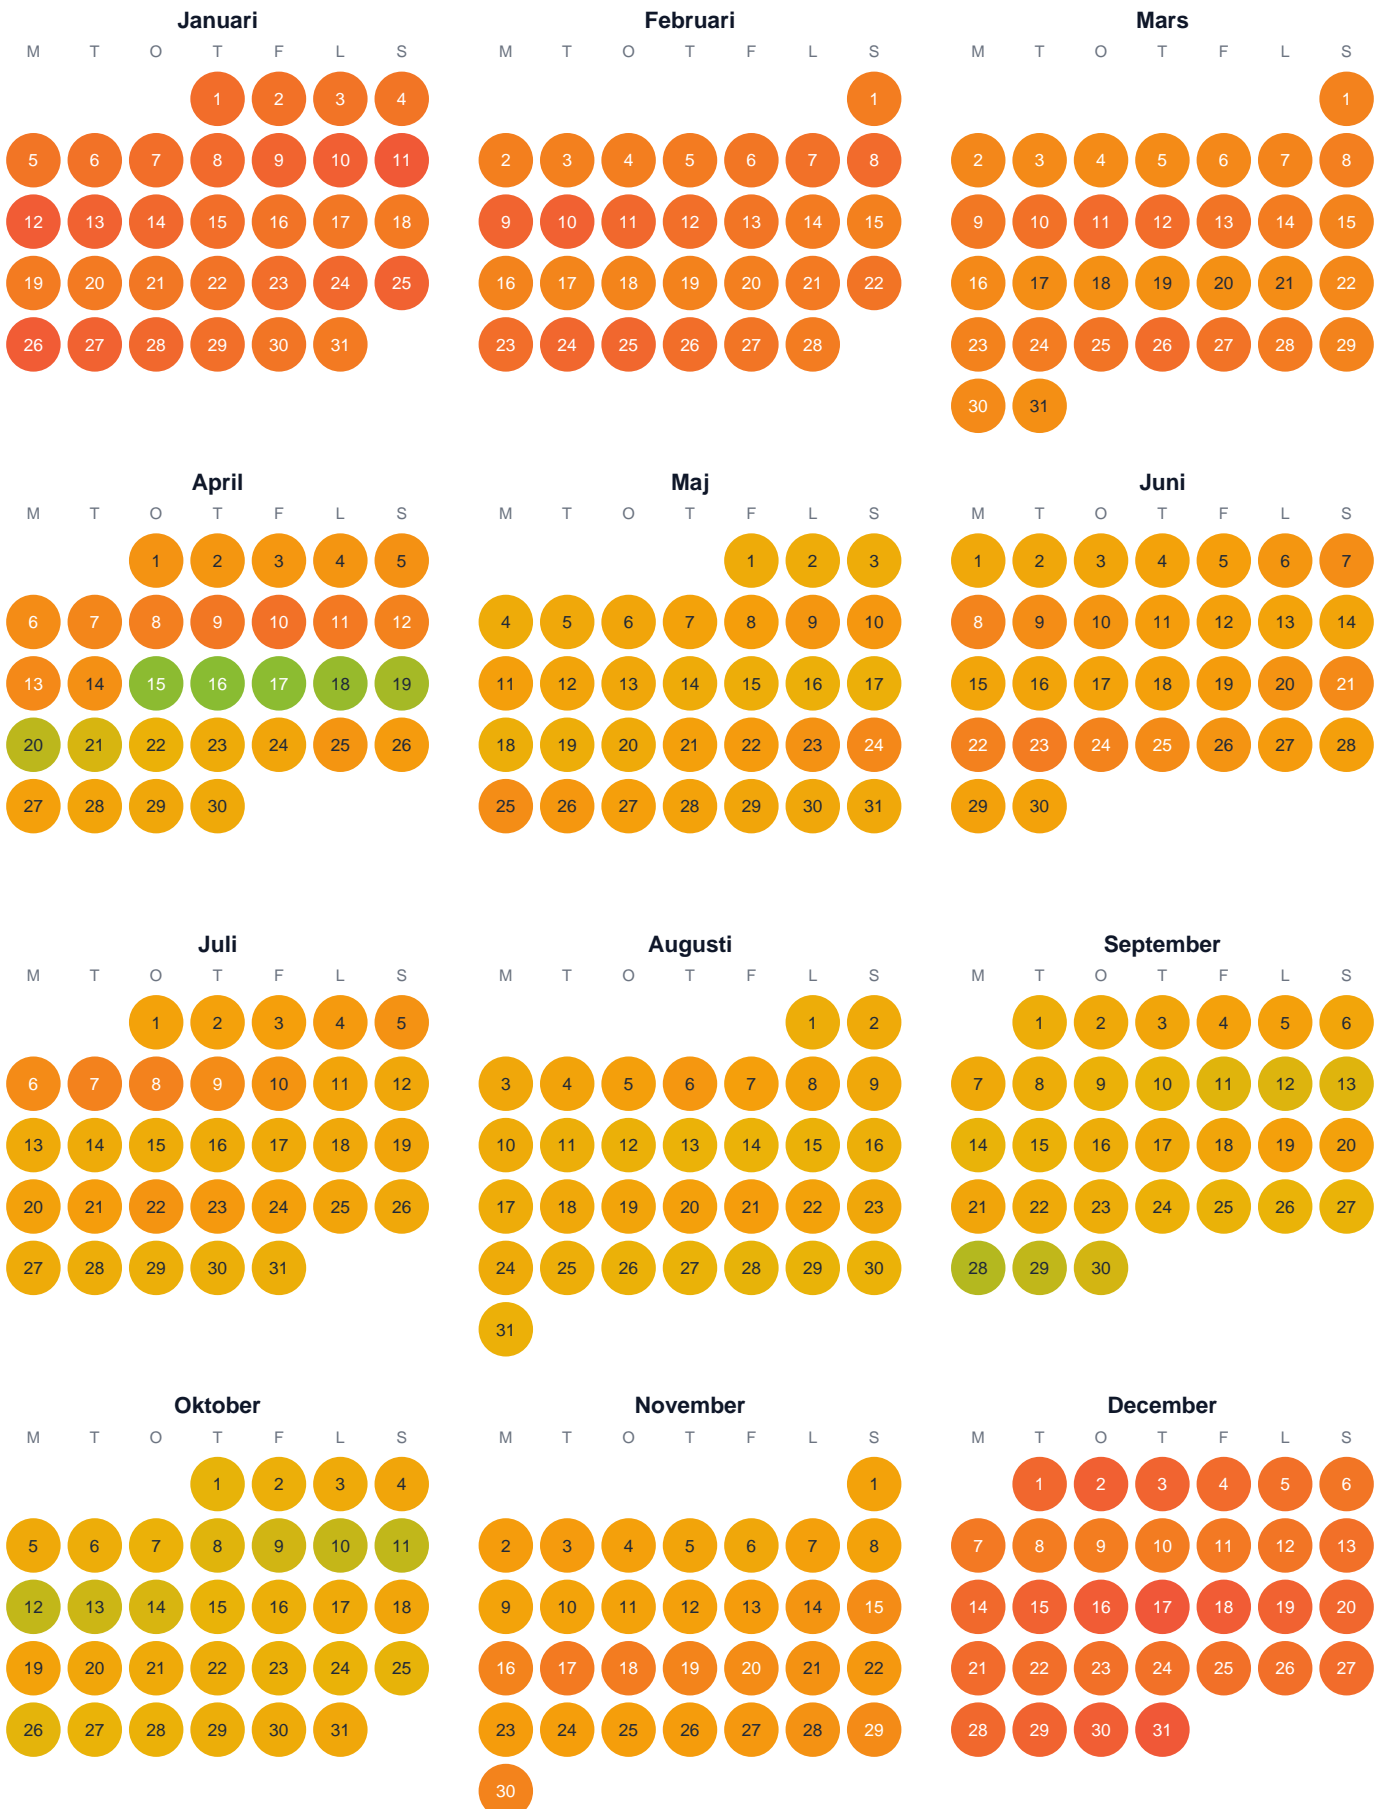 Januari Februari Mars
M T O T F L S M T O T F L S M T O T F L S
1 2 3 4 1 1
5 6 7 8 9 10 11 2 3 4 5 6 7 8 2 3 4 5 6 7 8
12 13 14 15 16 17 18 9 10 11 12 13 14 15 9 10 11 12 13 14 15
19 20 21 22 23 24 25 16 17 18 19 20 21 22 16 17 18 19 20 21 22
26 27 28 29 30 31 23 24 25 26 27 28 23 24 25 26 27 28 29
30 31
April Maj Juni
M T O T F L S M T O T F L S M T O T F L S
1 2 3 4 5 1 2 3 1 2 3 4 5 6 7
6 7 8 9 10 11 12 4 5 6 7 8 9 10 8 9 10 11 12 13 14
13 14 15 16 17 18 19 11 12 13 14 15 16 17 15 16 17 18 19 20 21
20 21 22 23 24 25 26 18 19 20 21 22 23 24 22 23 24 25 26 27 28
27 28 29 30 25 26 27 28 29 30 31 29 30
Juli Augusti September
M T O T F L S M T O T F L S M T O T F L S
1 2 3 4 5 1 2 1 2 3 4 5 6
6 7 8 9 10 11 12 3 4 5 6 7 8 9 7 8 9 10 11 12 13
13 14 15 16 17 18 19 10 11 12 13 14 15 16 14 15 16 17 18 19 20
20 21 22 23 24 25 26 17 18 19 20 21 22 23 21 22 23 24 25 26 27
27 28 29 30 31 24 25 26 27 28 29 30 28 29 30
31
Oktober November December
M T O T F L S M T O T F L S M T O T F L S
1 2 3 4 1 1 2 3 4 5 6
5 6 7 8 9 10 11 2 3 4 5 6 7 8 7 8 9 10 11 12 13
12 13 14 15 16 17 18 9 10 11 12 13 14 15 14 15 16 17 18 19 20
19 20 21 22 23 24 25 16 17 18 19 20 21 22 21 22 23 24 25 26 27
26 27 28 29 30 31 23 24 25 26 27 28 29 28 29 30 31
30